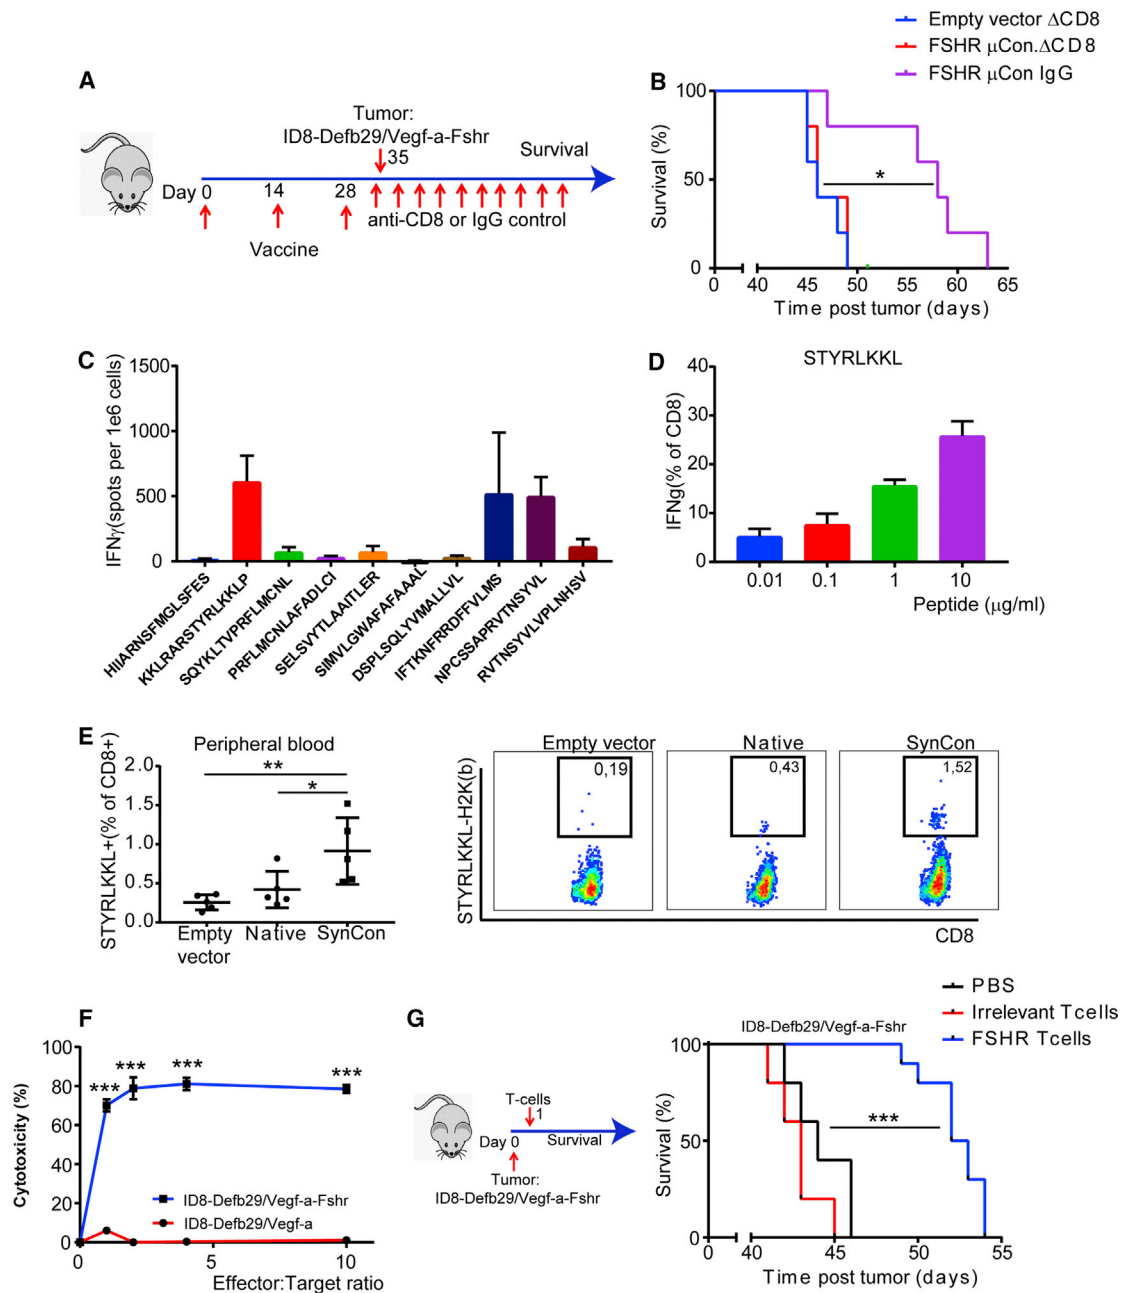 A
Tumor:
ID8-Defb29/Vegf-a-Fshr
35
Survival
Day 0
14
28
anti-CD8 or IgG control
Vaccine
Empty vector ΔCD8
FSHR μCon.ΔCD8
FSHR μCon IgG
B
100
50
0
Survival (%)
*
0 40 45 50 55 60 65
Time post tumor (days)
C
1500
1000
500
0
IFNγ(spots per 1e6 cells)
HIIARNSFMGLSFES
KKLRARSTYRLKKLP
SQYKLTVPRFLMCNL
PRFLMCNLAFADLCI
SELSVYTLAAITLER
SIMVLGWAFAFAAAL
DSPLSQLYVMALLVL
IFTKNFRRDFFVLMS
NPCSSAPRVTNSYVL
RVTNSYVLVPLNHSV
D
STYRLKKL
40
30
20
10
0
IFNg(% of CD8)
0.01 0.1 1 10
Peptide (μg/ml)
E
Peripheral blood
2.0
1.5
1.0
0.5
0.0
STYRLKKL+(% of CD8+)
**
*
Empty vector
Native
SynCon
Empty vector
Native
SynCon
0,19
0,43
1,52
STYRLKKL-H2K(b)
CD8
F
100
80
60
40
20
0
Cytotoxicity (%)
*** *** *** ***
ID8-Defb29/Vegf-a-Fshr
ID8-Defb29/Vegf-a
0 5 10
Effector:Target ratio
G
T-cells
1
Day 0
Survival
Tumor:
ID8-Defb29/Vegf-a-Fshr
PBS
Irrelevant Tcells
FSHR Tcells
ID8-Defb29/Vegf-a-Fshr
100
50
0
Survival (%)
***
0 40 45 50 55
Time post tumor (days)